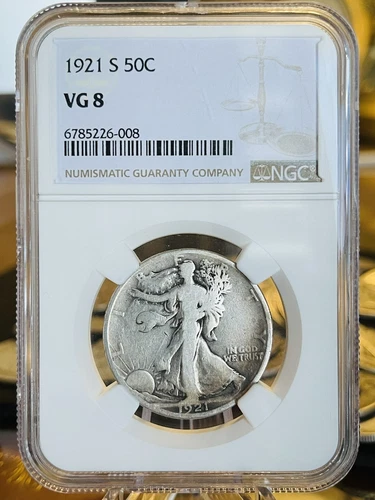 1921 S 50C
VG 8
6785226-008
NUMISMATIC GUARANTY COMPANY
NGC
IN GOD
WE TRUST
1921